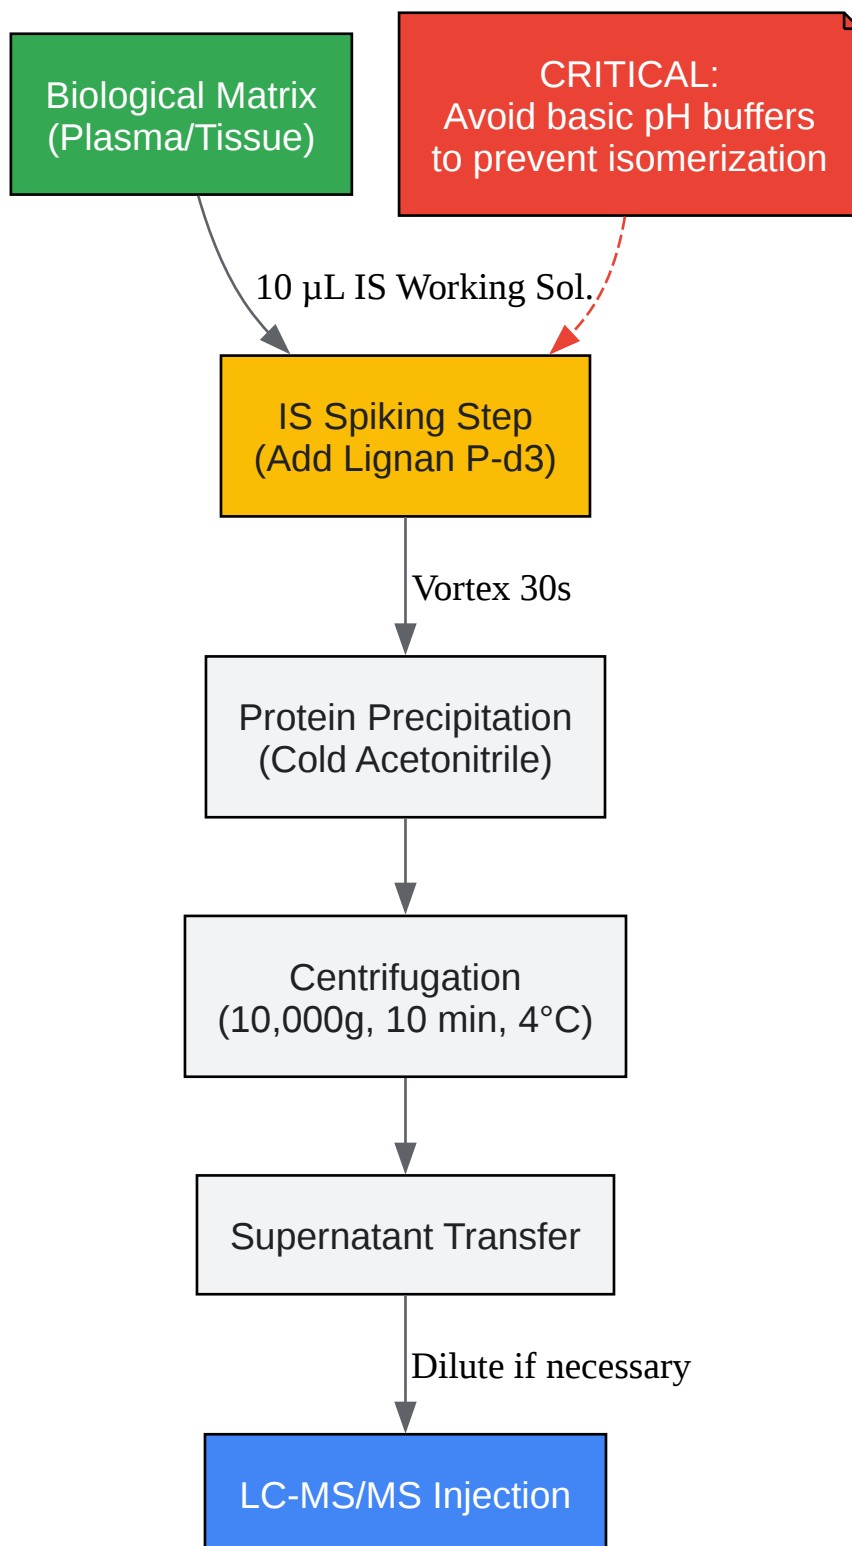 Biological Matrix
(Plasma/Tissue)
CRITICAL:
Avoid basic pH buffers
to prevent isomerization
10 µL IS Working Sol.
IS Spiking Step
(Add Lignan P-d3)
Vortex 30s
Protein Precipitation
(Cold Acetonitrile)
Centrifugation
(10,000g, 10 min, 4°C)
Supernatant Transfer
Dilute if necessary
LC-MS/MS Injection